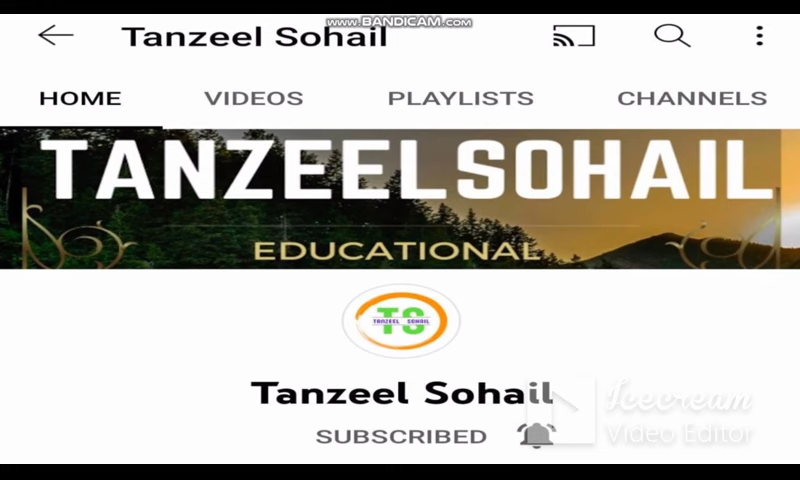 www.BANDICAM.com
Tanzeel Sohail
HOME VIDEOS PLAYLISTS CHANNELS
TANZEELSOHAIL
EDUCATIONAL
TS
TANZEEL SOHAIL
Tanzeel Sohail
SUBSCRIBED
Icecream
Video Editor